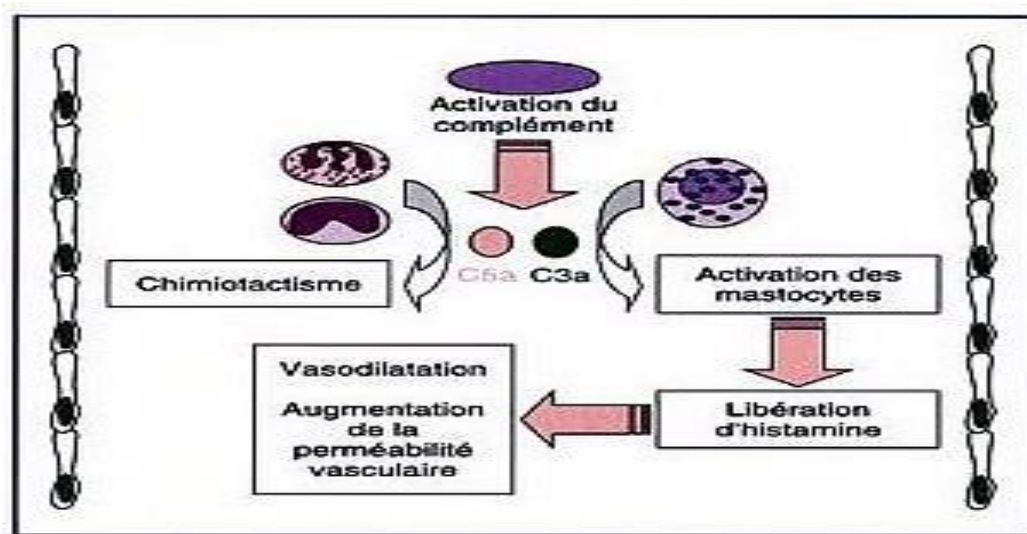 Activation du
complément
C5a C3a
Chimiotactisme
Activation des
mastocytes
Vasodilatation
Augmentation
de la
perméabilité
vasculaire
Libération
d'histamine